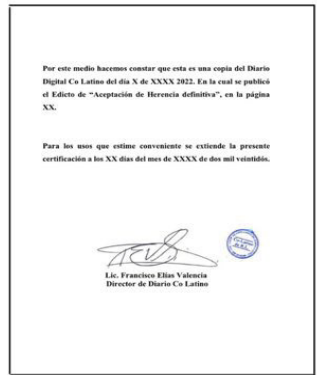 Por este medio hacemos constar que esta es una copia del Diario
Digital Co Latino del día X de XXXX 2022. En la cual se publicó
el Edicto de “Aceptación de Herencia definitiva”, en la página
XX.
Para los usos que estime conveniente se extiende la presente
certificación a los XX días del mes de XXXX de dos mil veintidós.
Lic. Francisco Elías Valencia
Director de Diario Co Latino